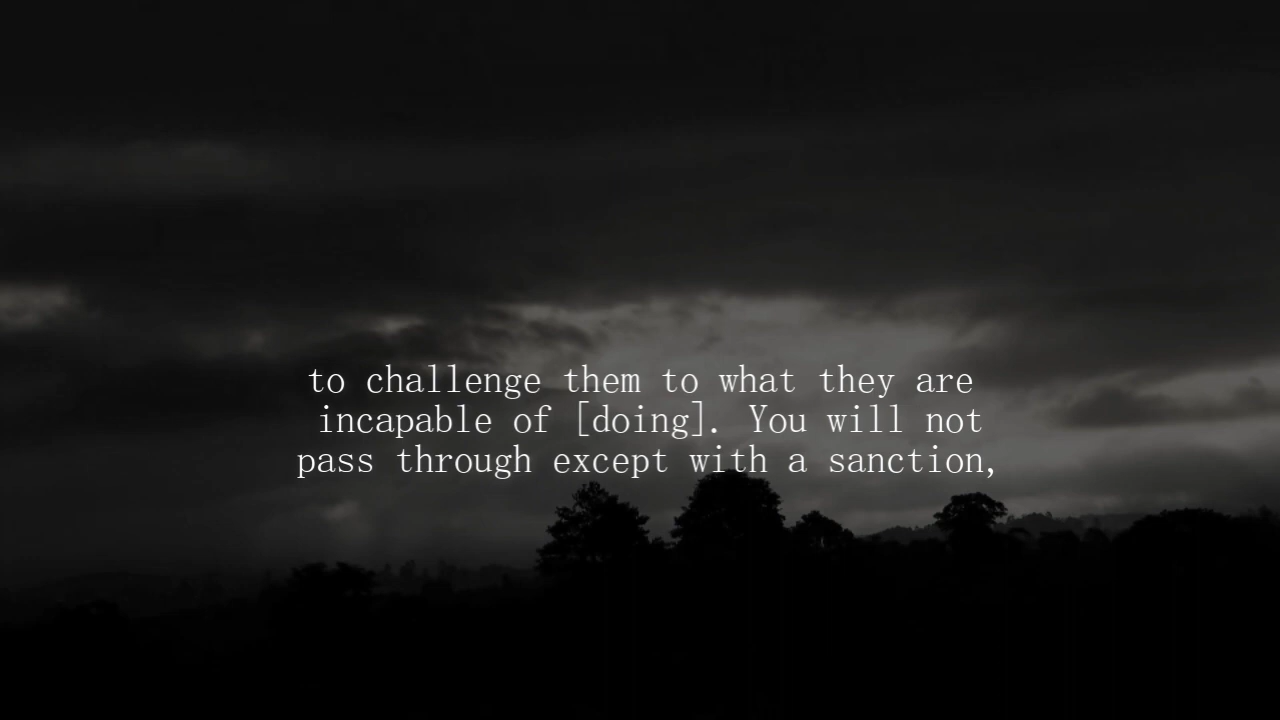 to challenge them to what they are
incapable of [doing]. You will not
pass through except with a sanction,